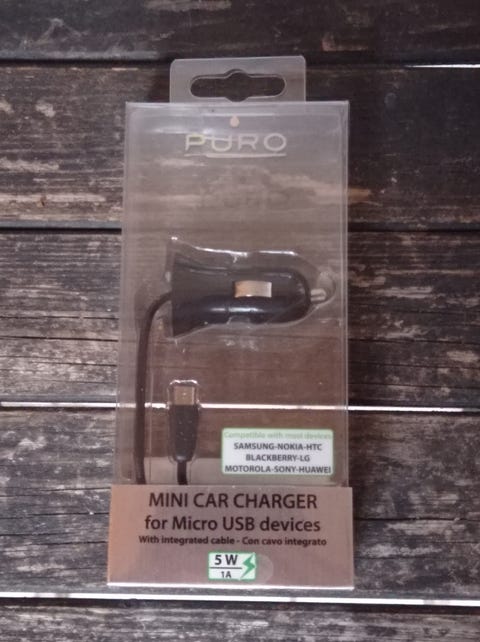 PURO
Compatible with most devices
SAMSUNG-NOKIA-HTC
BLACKBERRY-LG
MOTOROLA-SONY-HUAWEI
MINI CAR CHARGER
for Micro USB devices
With integrated cable - Con cavo integrato
5 W
1A